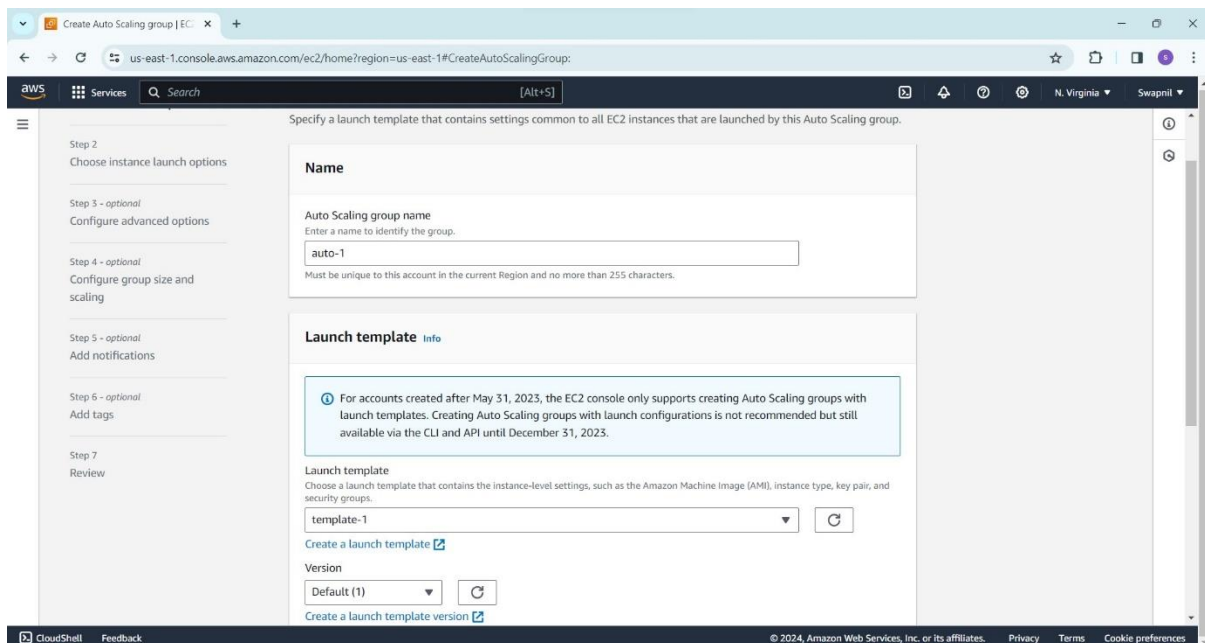 Create Auto Scaling group | EC
us-east-1.console.aws.amazon.com/ec2/home?region=us-east-1#CreateAutoScalingGroup:
S
aws
Services
Search
[Alt+S]
N. Virginia
Swapnil
Specify a launch template that contains settings common to all EC2 instances that are launched by this Auto Scaling group.
Step 2
Choose instance launch options
Step 3 - optional
Configure advanced options
Step 4 - optional
Configure group size and
scaling
Step 5 - optional
Add notifications
Step 6 - optional
Add tags
Step 7
Review
Name
Auto Scaling group name
Enter a name to identify the group.
auto-1
Must be unique to this account in the current Region and no more than 255 characters.
Launch template Info
For accounts created after May 31, 2023, the EC2 console only supports creating Auto Scaling groups with
launch templates. Creating Auto Scaling groups with launch configurations is not recommended but still
available via the CLI and API until December 31, 2023.
Launch template
Choose a launch template that contains the instance-level settings, such as the Amazon Machine Image (AMI), instance type, key pair, and
security groups.
template-1
Create a launch template
Version
Default (1)
Create a launch template version
CloudShell Feedback
© 2024, Amazon Web Services, Inc. or its affiliates. Privacy Terms Cookie preferences